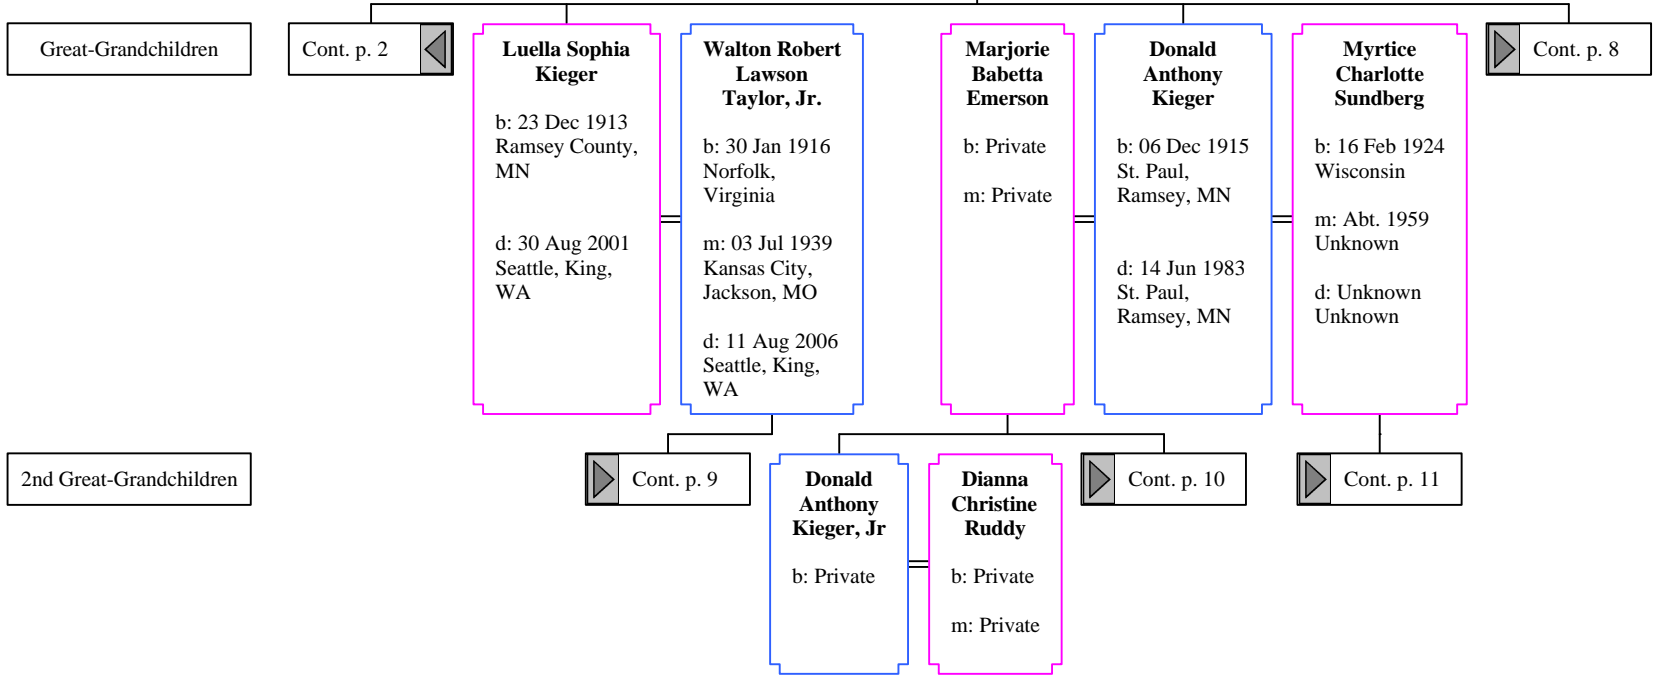 Great-Grandchildren
Cont. p. 2
Luella Sophia
Kieger
b: 23 Dec 1913
Ramsey County,
MN
d: 30 Aug 2001
Seattle, King,
WA
Walton Robert
Lawson
Taylor, Jr.
b: 30 Jan 1916
Norfolk,
Virginia
m: 03 Jul 1939
Kansas City,
Jackson, MO
d: 11 Aug 2006
Seattle, King,
WA
Marjorie
Babetta
Emerson
b: Private
m: Private
Donald
Anthony
Kieger
b: 06 Dec 1915
St. Paul,
Ramsey, MN
d: 14 Jun 1983
St. Paul,
Ramsey, MN
Myrtice
Charlotte
Sundberg
b: 16 Feb 1924
Wisconsin
m: Abt. 1959
Unknown
d: Unknown
Unknown
Cont. p. 8
2nd Great-Grandchildren
Cont. p. 9
Donald
Anthony
Kieger, Jr
b: Private
Dianna
Christine
Ruddy
b: Private
m: Private
Cont. p. 10
Cont. p. 11